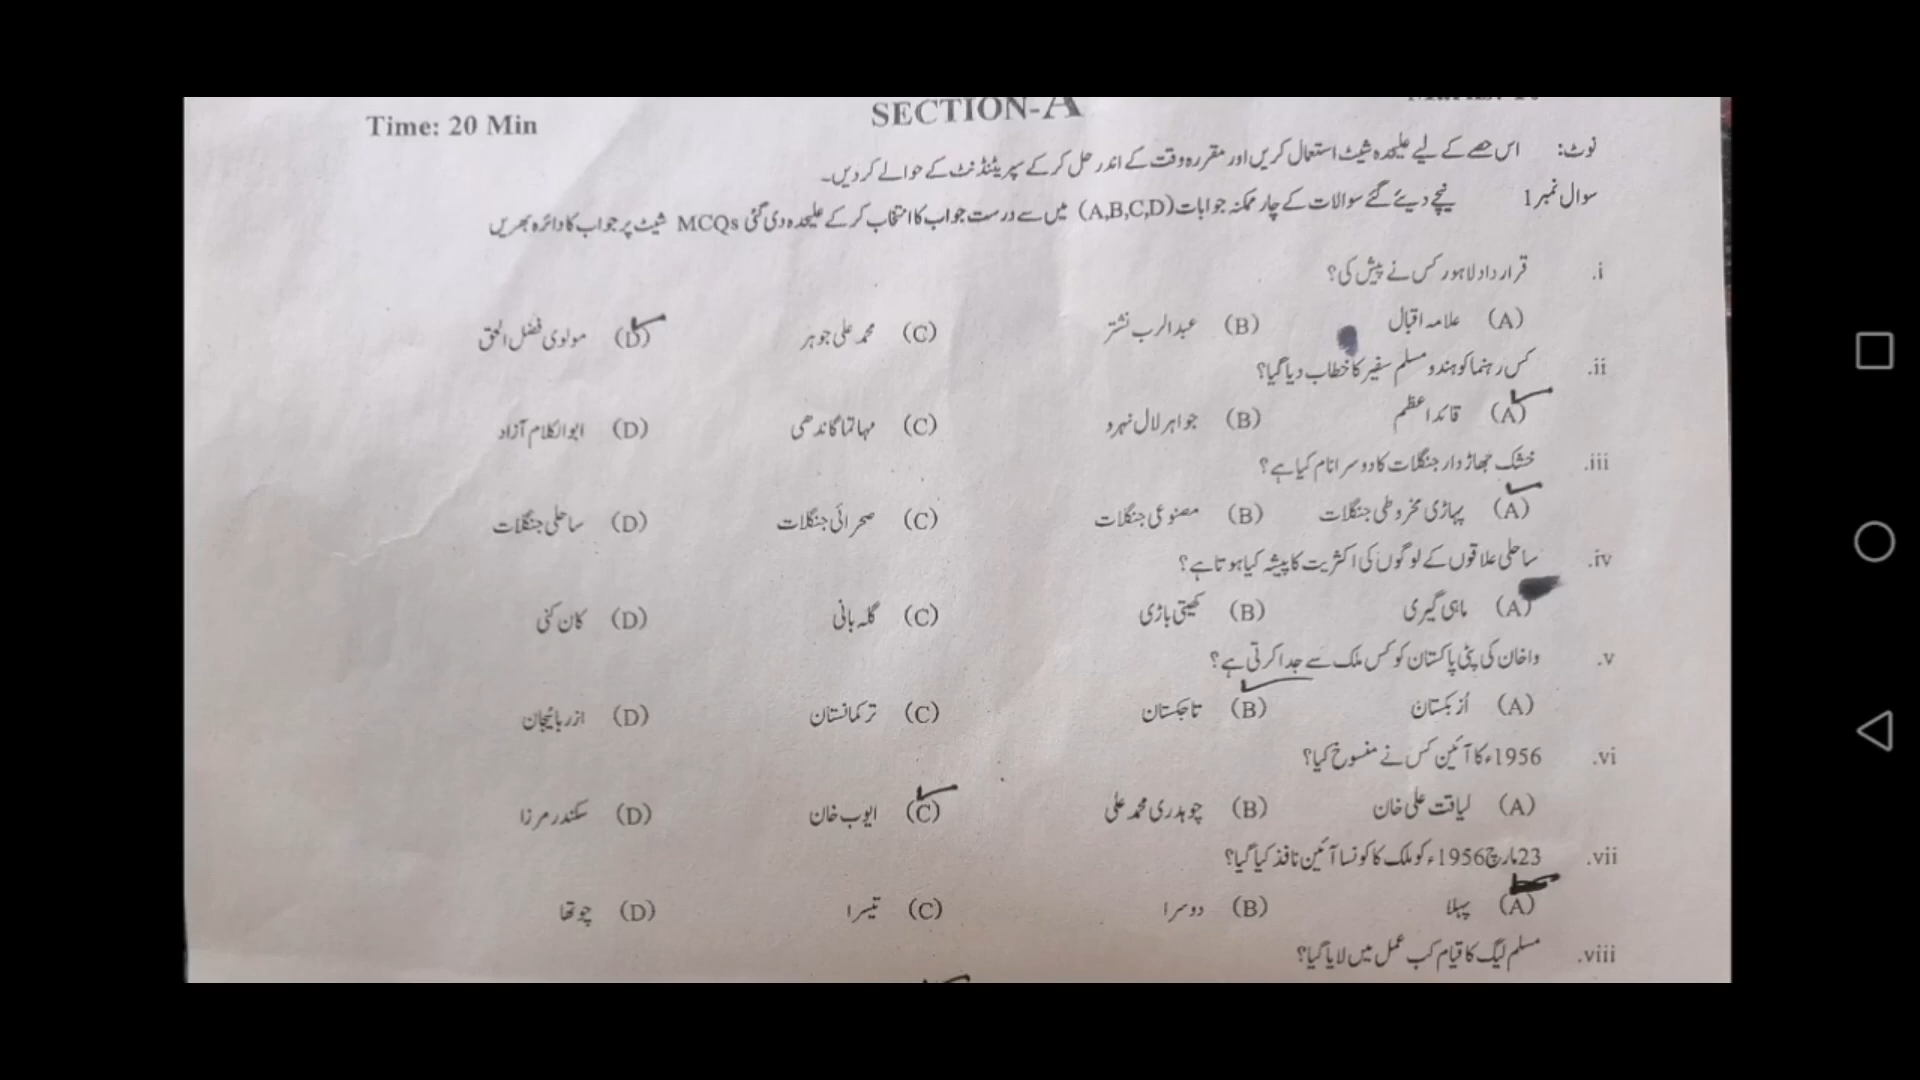 SECTION-A
Time: 20 Min
نوٹ: اس حصے کے لیے علیحدہ شیٹ استعمال کریں اور مقررہ وقت کے اندر حل کر کے سپریٹنڈنٹ کے حوالے کر دیں۔
سوال نمبر 1 نیچے دیئے گئے سوالات کے چار ممکنہ جوابات (A,B,C,D) میں سے درست جواب کا انتخاب کر کے علیحدہ دی گئی MCQs شیٹ پر جواب کا دائرہ بھریں
i. قرار داد لاہور کس نے پیش کی؟
(A) علامہ اقبال (B) عبدالرب نشتر (C) محمد علی جوہر (D) مولوی فضل الحق
ii. کس رہنما کو ہندو مسلم سفیر کا خطاب دیا گیا؟
(A) قائداعظم (B) جواہر لال نہرو (C) مہاتما گاندھی (D) ابوالکلام آزاد
iii. خشک جھاڑ دار جنگلات کا دوسرا نام کیا ہے؟
(A) پہاڑی مخروطی جنگلات (B) مصنوعی جنگلات (C) صحرائی جنگلات (D) ساحلی جنگلات
iv. ساحلی علاقوں کے لوگوں کی اکثریت کا پیشہ کیا ہوتا ہے؟
(A) ماہی گیری (B) کھیتی باڑی (C) گلہ بانی (D) کان کنی
v. واخان کی پٹی پاکستان کو کس ملک سے جدا کرتی ہے؟
(A) اُزبکستان (B) تاجکستان (C) ترکمانستان (D) ازربائیجان
vi. 1956ء کا آئین کس نے منسوخ کیا؟
(A) لیاقت علی خان (B) چوہدری محمد علی (C) ایوب خان (D) سکندر مرزا
vii. 23مارچ 1956ء کو ملک کا کونسا آئین نافذ کیا گیا؟
(A) پہلا (B) دوسرا (C) تیسرا (D) چوتھا
viii. مسلم لیگ کا قیام کب عمل میں لایا گیا؟